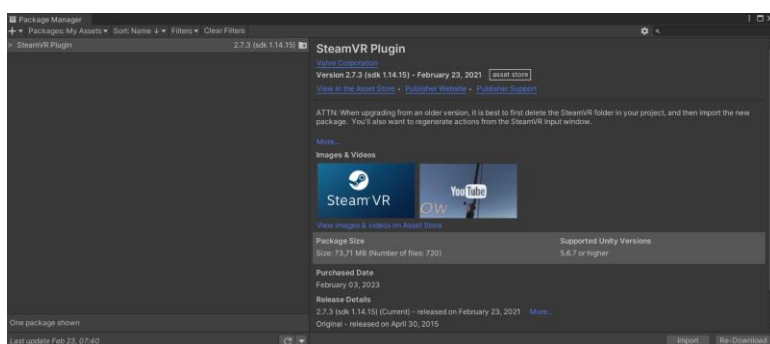 Package Manager
+ ▾ Packages: My Assets ▾ Sort: Name ↓ ▾ Filters ▾ Clear Filters
SteamVR Plugin 2.7.3 (sdk 1.14.15)
SteamVR Plugin
Valve Corporation
Version 2.7.3 (sdk 1.14.15) - February 23, 2021 asset store
View in the Asset Store • Publisher Website • Publisher Support
ATTN: When upgrading from an older version, it is best to first delete the SteamVR folder in your project, and then import the new
package. You'll also want to regenerate actions from the SteamVR Input window.
More...
Images & Videos
Steam VR
YouTube
View images & videos on Asset Store
Package Size Supported Unity Versions
Size: 73,71 MB (Number of files: 720) 5.6.7 or higher
Purchased Date
February 03, 2023
Release Details
2.7.3 (sdk 1.14.15) (Current) - released on February 23, 2021 More...
Original - released on April 30, 2015
One package shown
Last update Feb 23, 07:40
Import Re-Download